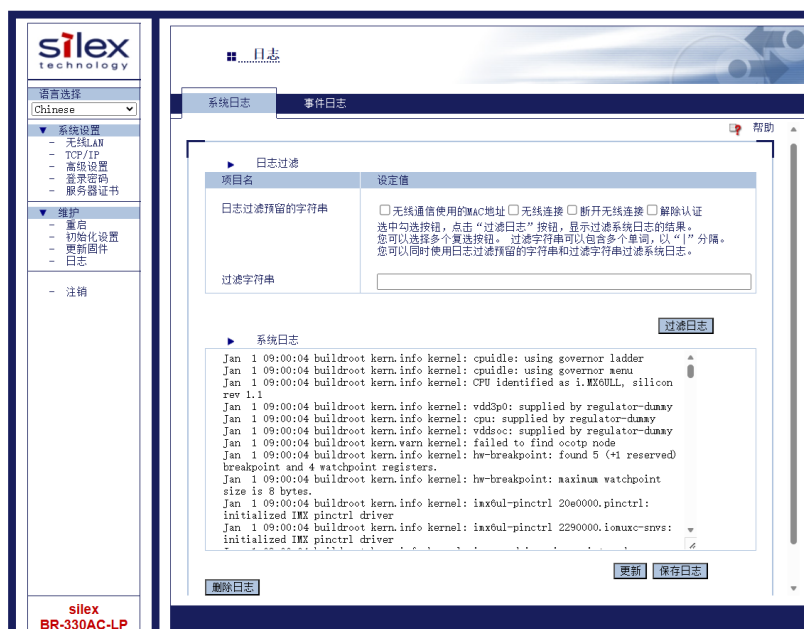 silex
technology
语言选择
Chinese
▼ 系统设置
– 无线LAN
– TCP/IP
– 高级设置
– 登录密码
– 服务器证书
▼ 维护
– 重启
– 初始化设置
– 更新固件
– 日志
– 注销
silex
BR-330AC-LP
日志
系统日志 事件日志
帮助
日志过滤
项目名 设定值
日志过滤预留的字符串
无线通信使用的MAC地址 无线连接 断开无线连接 解除认证
选中勾选按钮，点击“过滤日志”按钮，显示过滤系统日志的结果。
您可以选择多个复选按钮。 过滤字符串可以包含多个单词，以“|”分隔。
您可以同时使用日志过滤预留的字符串和过滤字符串过滤系统日志。
过滤字符串
过滤日志
系统日志
Jan 1 09:00:04 buildroot kern.info kernel: cpuidle: using governor ladder
Jan 1 09:00:04 buildroot kern.info kernel: cpuidle: using governor menu
Jan 1 09:00:04 buildroot kern.info kernel: CPU identified as i.MX6ULL, silicon
rev 1.1
Jan 1 09:00:04 buildroot kern.info kernel: vdd3p0: supplied by regulator-dummy
Jan 1 09:00:04 buildroot kern.info kernel: cpu: supplied by regulator-dummy
Jan 1 09:00:04 buildroot kern.info kernel: vddsoc: supplied by regulator-dummy
Jan 1 09:00:04 buildroot kern.warn kernel: failed to find ocotp node
Jan 1 09:00:04 buildroot kern.info kernel: hw-breakpoint: found 5 (+1 reserved)
breakpoint and 4 watchpoint registers.
Jan 1 09:00:04 buildroot kern.info kernel: hw-breakpoint: maximum watchpoint
size is 8 bytes.
Jan 1 09:00:04 buildroot kern.info kernel: imx6ul-pinctrl 20e0000.pinctrl:
initialized IMX pinctrl driver
Jan 1 09:00:04 buildroot kern.info kernel: imx6ul-pinctrl 2290000.iomuxc-snvs:
initialized IMX pinctrl driver
更新 保存日志
删除日志